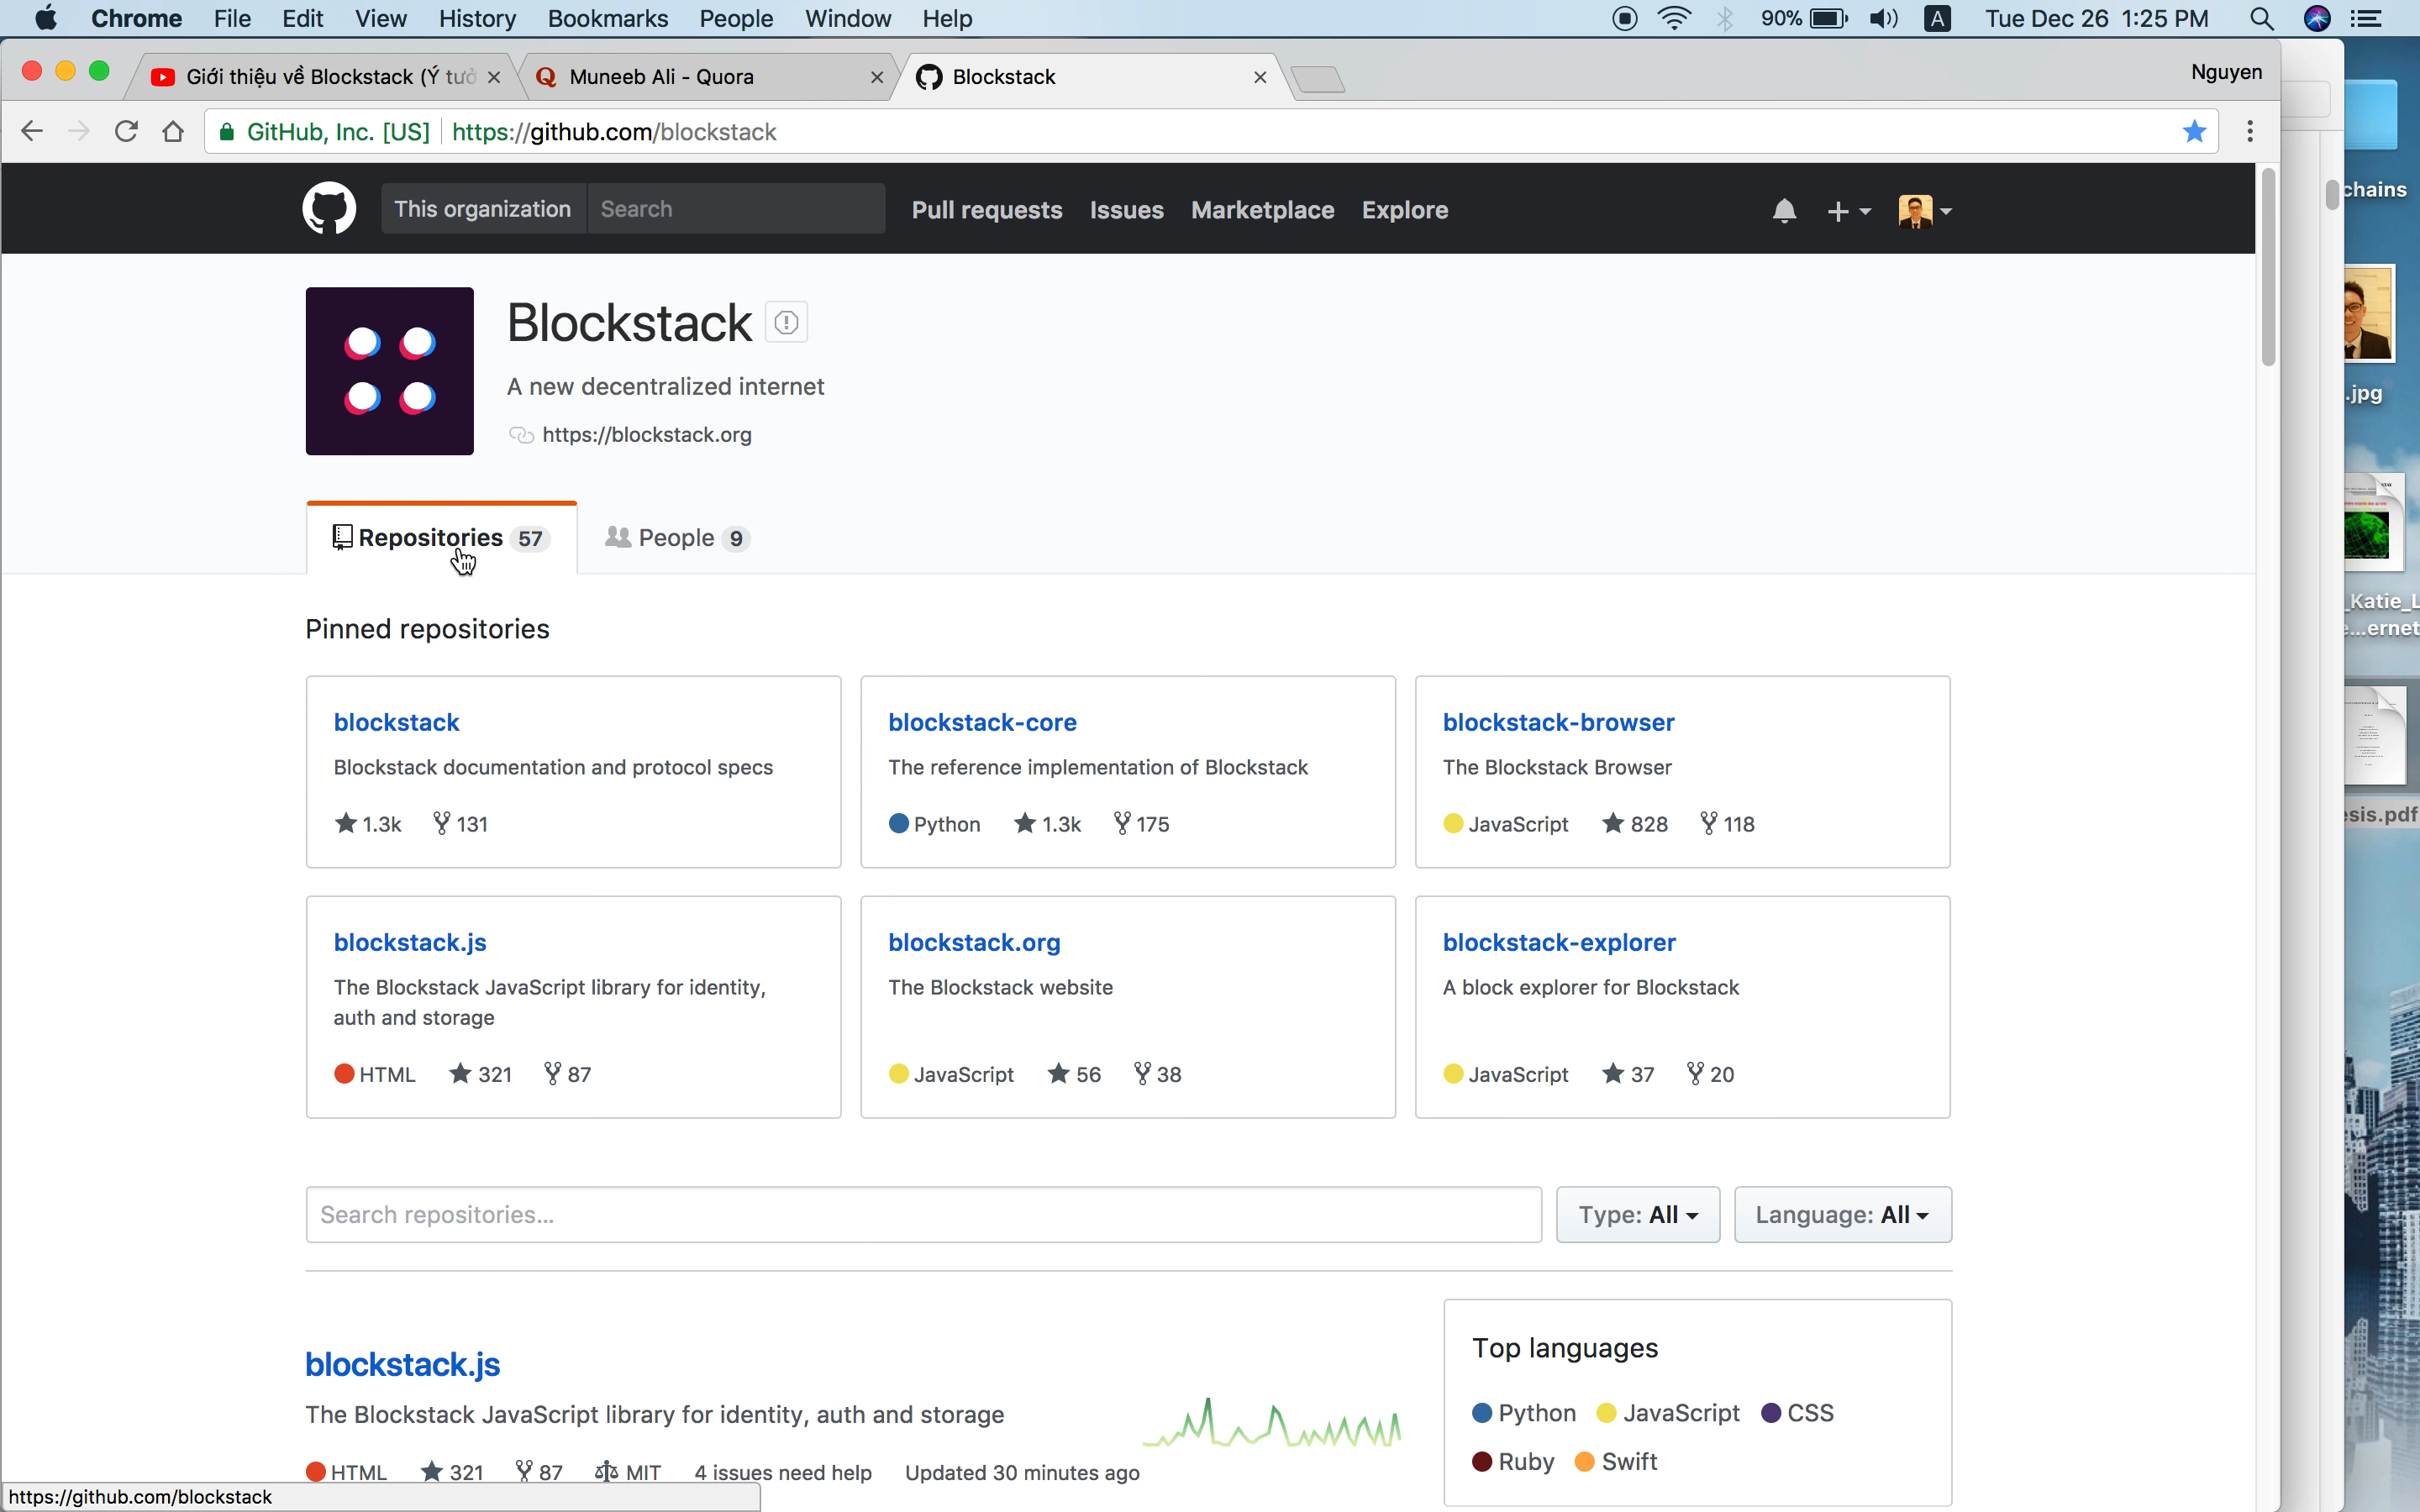 Chrome File Edit View History Bookmarks People Window Help 90% A Tue Dec 26 1:25 PM
Giới thiệu về Blockstack (Ý tưở Muneeb Ali - Quora Blockstack Nguyen
GitHub, Inc. [US] https://github.com/blockstack
This organization Search Pull requests Issues Marketplace Explore
chains
Blockstack
A new decentralized internet
.jpg
https://blockstack.org
Repositories 57 People 9
_Katie_L
e...ernet
Pinned repositories
blockstack blockstack-core blockstack-browser
Blockstack documentation and protocol specs The reference implementation of Blockstack The Blockstack Browser
1.3k 131 Python 1.3k 175 JavaScript 828 118
esis.pdf
blockstack.js blockstack.org blockstack-explorer
The Blockstack JavaScript library for identity, The Blockstack website A block explorer for Blockstack
auth and storage
HTML 321 87 JavaScript 56 38 JavaScript 37 20
Search repositories... Type: All Language: All
blockstack.js Top languages
The Blockstack JavaScript library for identity, auth and storage Python JavaScript CSS
HTML 321 87 MIT 4 issues need help Updated 30 minutes ago Ruby Swift
https://github.com/blockstack